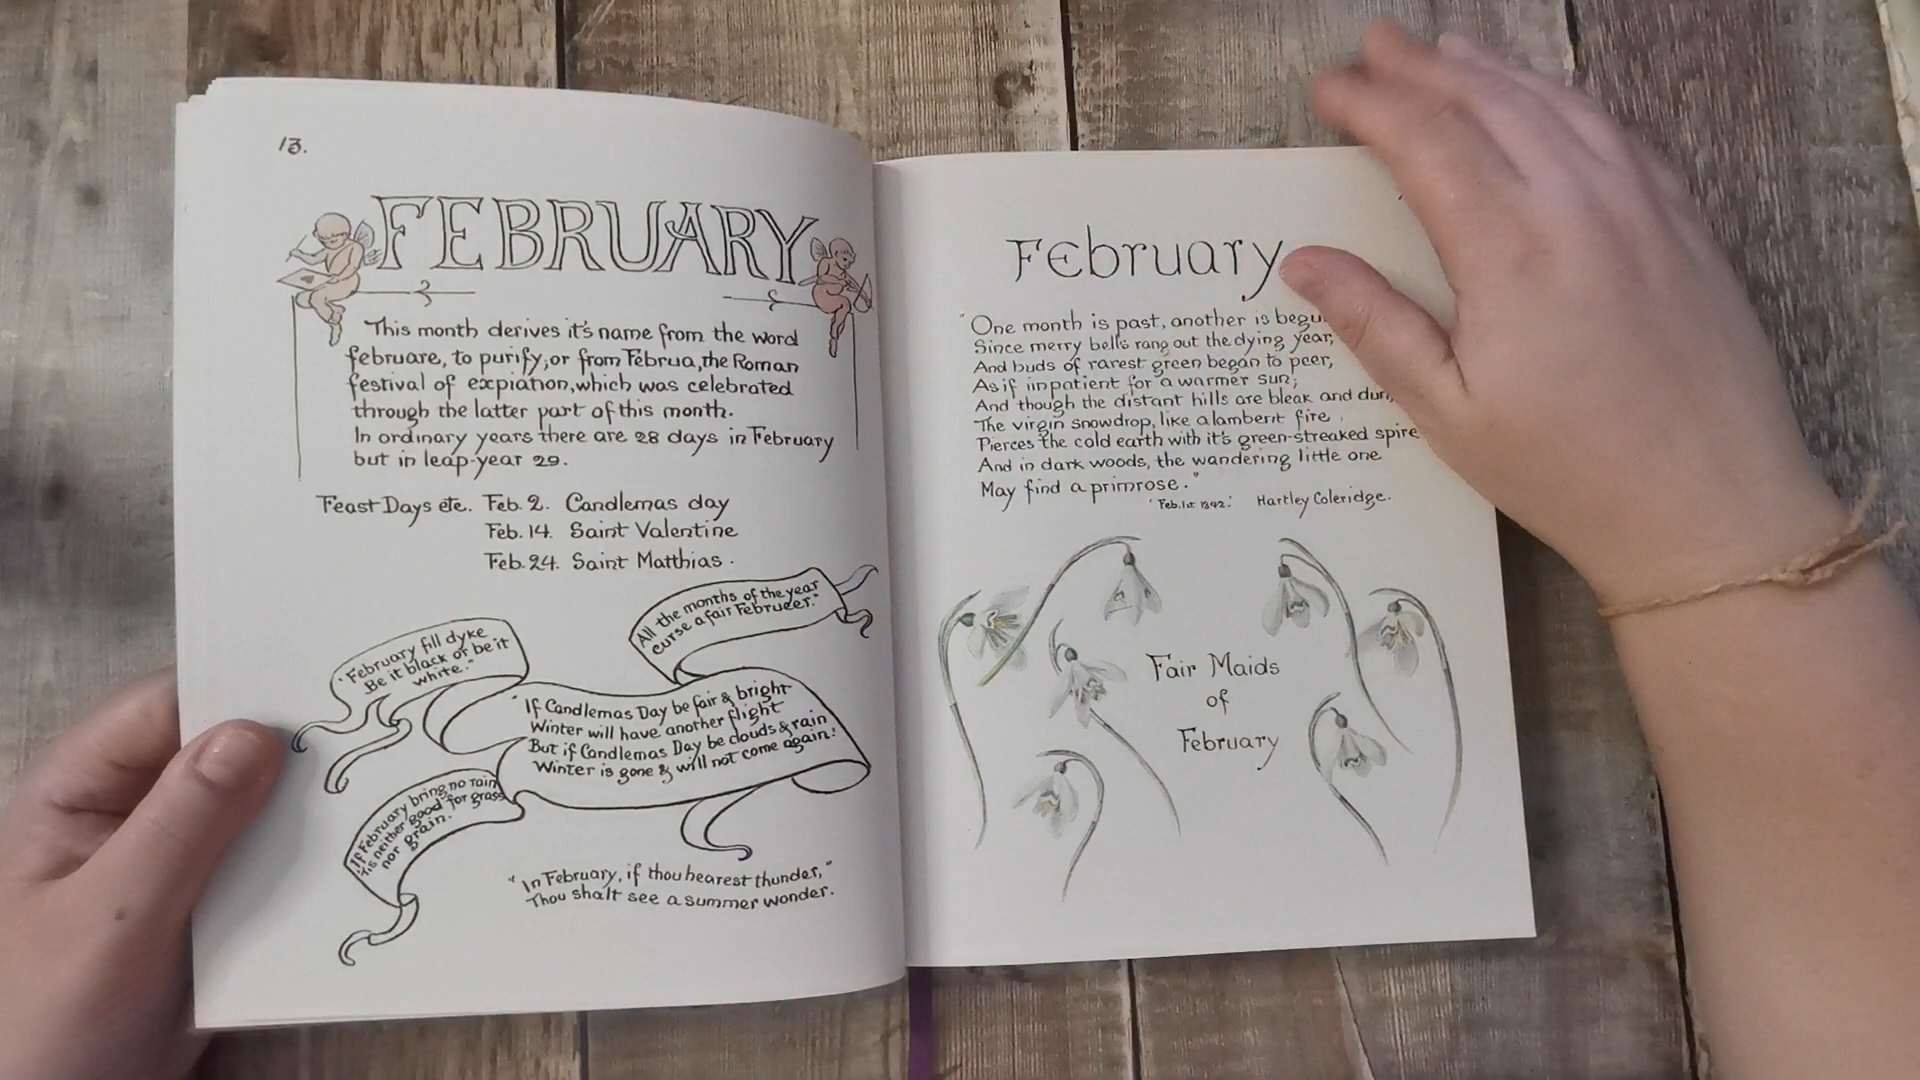 13.
FEBRUARY
This month derives it's name from the word
februare, to purify, or from Februa, the Roman
festival of expiation, which was celebrated
through the latter part of this month.
In ordinary years there are 28 days in February
but in leap-year 29.
Feast Days etc. Feb. 2. Candlemas day
Feb. 14. Saint Valentine
Feb. 24. Saint Matthias.
All the months of the year
curse a fair Februeer."
"February fill dyke
Be it black or be it
white."
"If Candlemas Day be fair & bright
Winter will have another flight
But if Candlemas Day be clouds & rain
Winter is gone & will not come again!
If February bring no rain
'tis neither good for grass
nor grain."
"In February, if thou hearest thunder,"
Thou shalt see a summer wonder.
February
"One month is past, another is begu
Since merry bells rang out the dying year,
And buds of rarest green began to peer,
As if inpatient for a warmer sun;
And though the distant hills are bleak and dun,
The virgin snowdrop, like a lambent fire,
Pierces the cold earth with it's green-streaked spire
And in dark woods, the wandering little one
May find a primrose."
'Feb. 1st 1842.' Hartley Coleridge.
Fair Maids
of
February